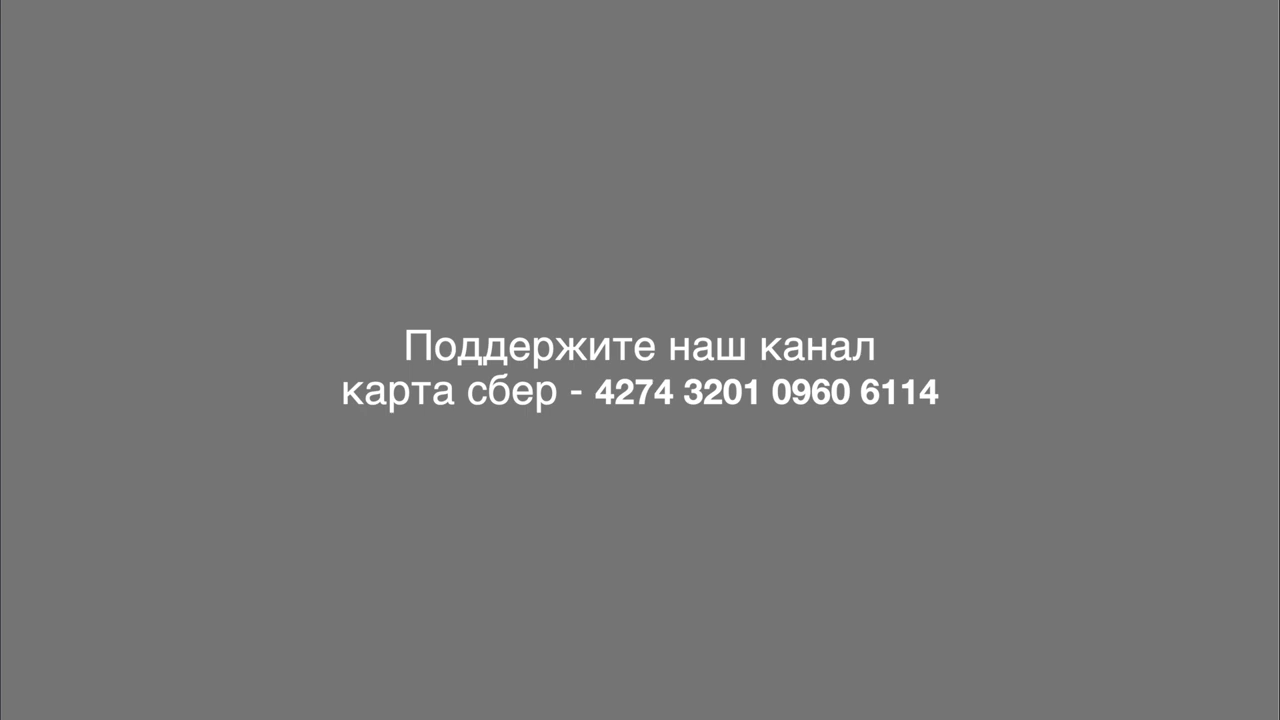 Поддержите наш канал
карта сбер - 4274 3201 0960 6114